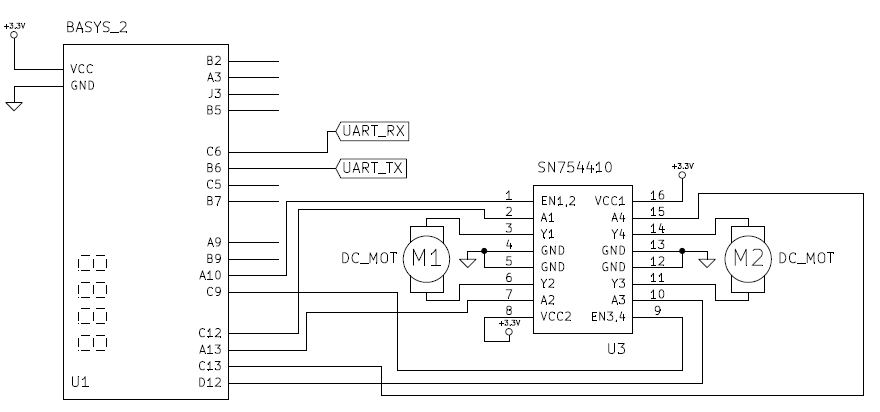 +3.3V
BASYS_2
VCC
GND
B2
A3
J3
B5
C6
B6
C5
B7
A9
B9
A10
C9
C12
A13
C13
D12
U1
UART_RX
UART_TX
SN754410
+3.3V
1 EN1,2 VCC1 16
2 A1 A4 15
3 Y1 Y4 14
4 GND GND 13
5 GND GND 12
6 Y2 Y3 11
7 A2 A3 10
8 VCC2 EN3,4 9
+3.3V
U3
DC_MOT M1
M2 DC_MOT